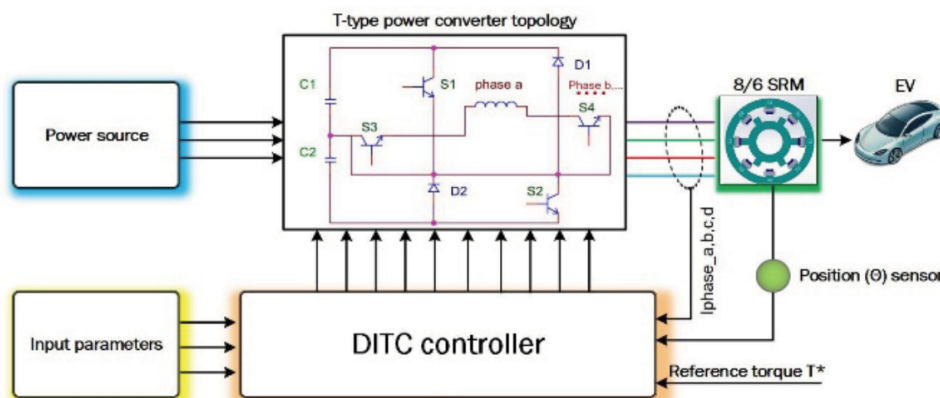 T-type power converter topology
C1
S1
D1
phase a
Phase b,...
S4
S3
C2
D2
S2
Power source
8/6 SRM
EV
Iphase_a,b,c,d
Position (Θ) sensor
Input parameters
DITC controller
Reference torque T*